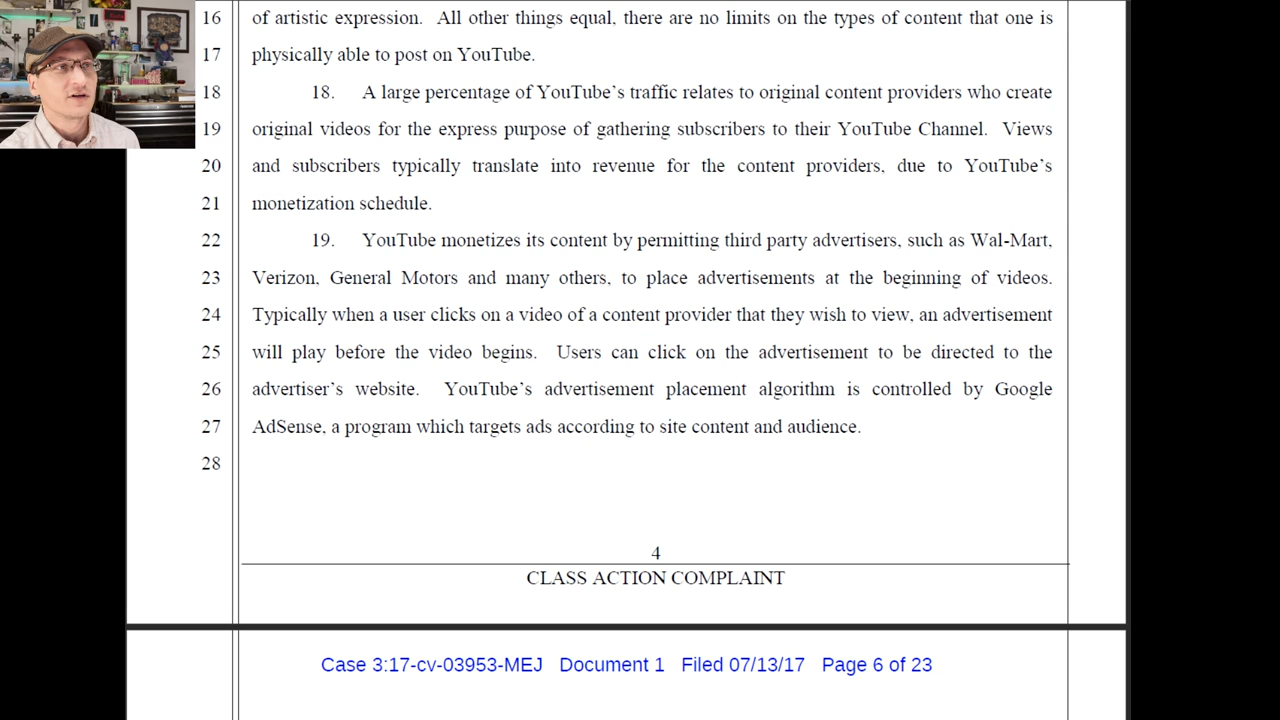 16 of artistic expression. All other things equal, there are no limits on the types of content that one is
17 physically able to post on YouTube.
18 18. A large percentage of YouTube's traffic relates to original content providers who create
19 original videos for the express purpose of gathering subscribers to their YouTube Channel. Views
20 and subscribers typically translate into revenue for the content providers, due to YouTube's
21 monetization schedule.
22 19. YouTube monetizes its content by permitting third party advertisers, such as Wal-Mart,
23 Verizon, General Motors and many others, to place advertisements at the beginning of videos.
24 Typically when a user clicks on a video of a content provider that they wish to view, an advertisement
25 will play before the video begins. Users can click on the advertisement to be directed to the
26 advertiser's website. YouTube's advertisement placement algorithm is controlled by Google
27 AdSense, a program which targets ads according to site content and audience.
28
4
CLASS ACTION COMPLAINT
Case 3:17-cv-03953-MEJ Document 1 Filed 07/13/17 Page 6 of 23